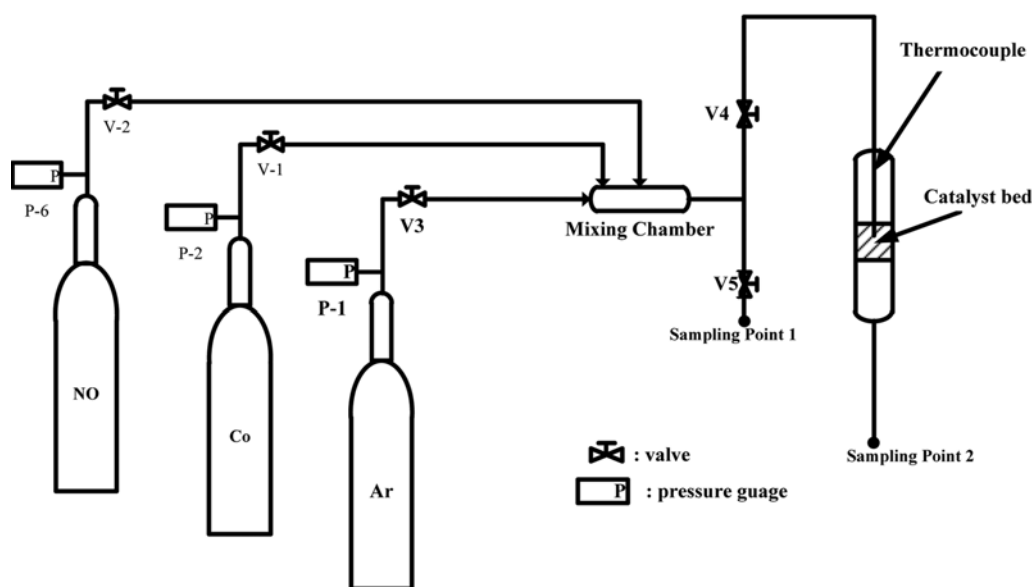 Thermocouple
V-2
V4
V-1
P
P-6
Catalyst bed
P
P-2
V3
Mixing Chamber
P
P-1
V5
Sampling Point 1
NO
Co
Ar
Sampling Point 2
: valve
P
: pressure guage